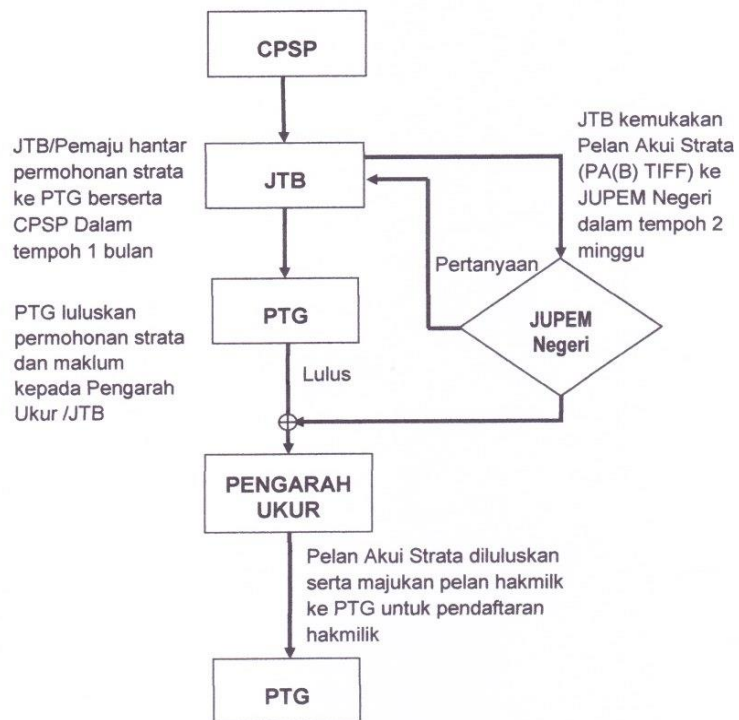 CPSP
JTB/Pemaju hantar
permohonan strata
ke PTG berserta
CPSP Dalam
tempoh 1 bulan
JTB
JTB kemukakan
Pelan Akui Strata
(PA(B) TIFF) ke
JUPEM Negeri
dalam tempoh 2
minggu
Pertanyaan
PTG luluskan
permohonan strata
dan maklum
kepada Pengarah
Ukur /JTB
PTG
JUPEM
Negeri
Lulus
PENGARAH
UKUR
Pelan Akui Strata diluluskan
serta majukan pelan hakmilk
ke PTG untuk pendaftaran
hakmilik
PTG